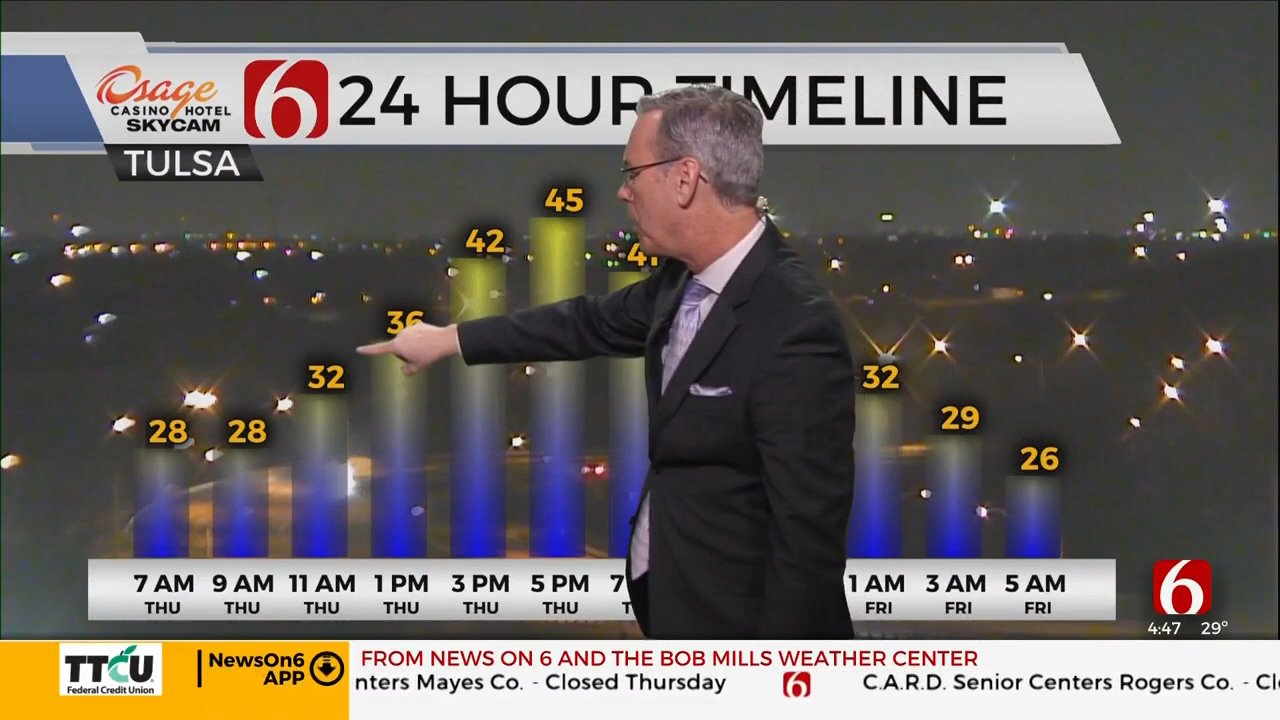 Osage
CASINO HOTEL
SKYCAM
6
24 HOUR TIMELINE
TULSA
45
42
36
32
28
28
32
29
26
7 AM 9 AM 11 AM 1 PM 3 PM 5 PM 1 AM 3 AM 5 AM
THU THU THU THU THU THU FRI FRI FRI
6
4:47 29°
TTCU
Federal Credit Union
NewsOn6
APP
FROM NEWS ON 6 AND THE BOB MILLS WEATHER CENTER
nters Mayes Co. - Closed Thursday 6 C.A.R.D. Senior Centers Rogers Co. - Cl